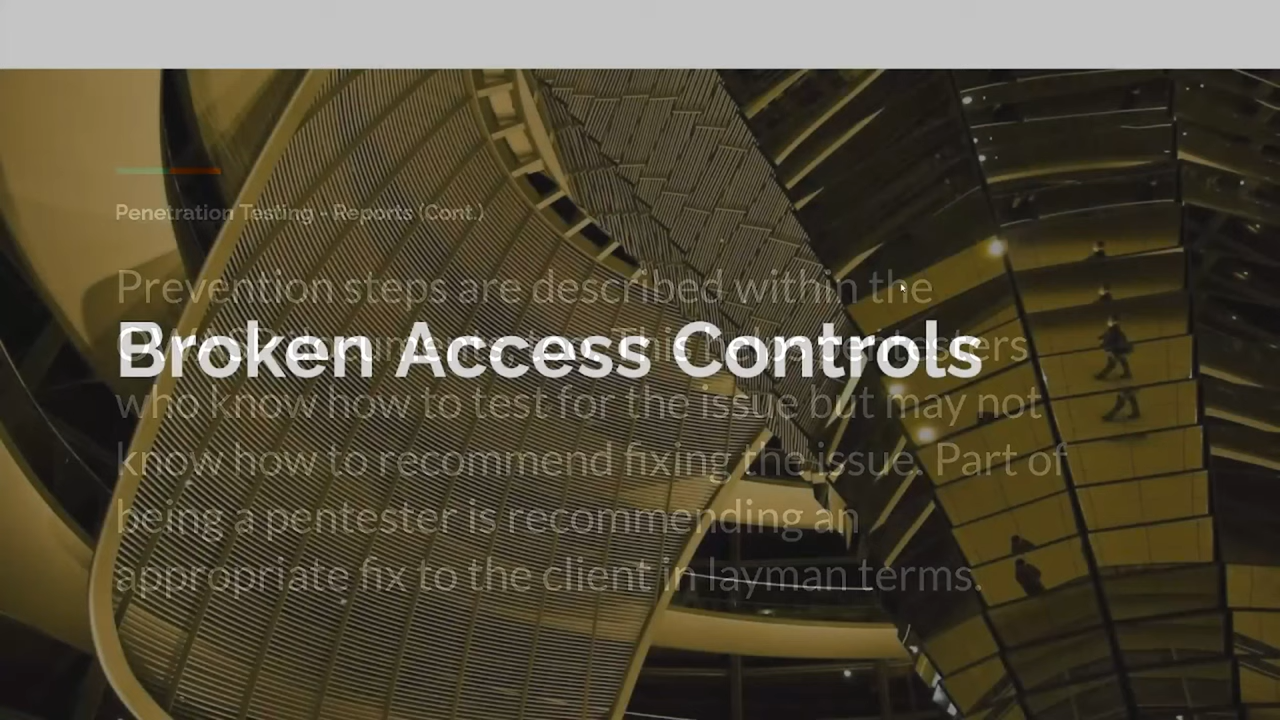 Penetration Testing - Reports (Cont.)
Prevention steps are described within the
Broken Access Controls
who know how to test for the issue but may not
know how to recommend fixing the issue. Part of
being a pentester is recommending an
appropriate fix to the client in layman terms.